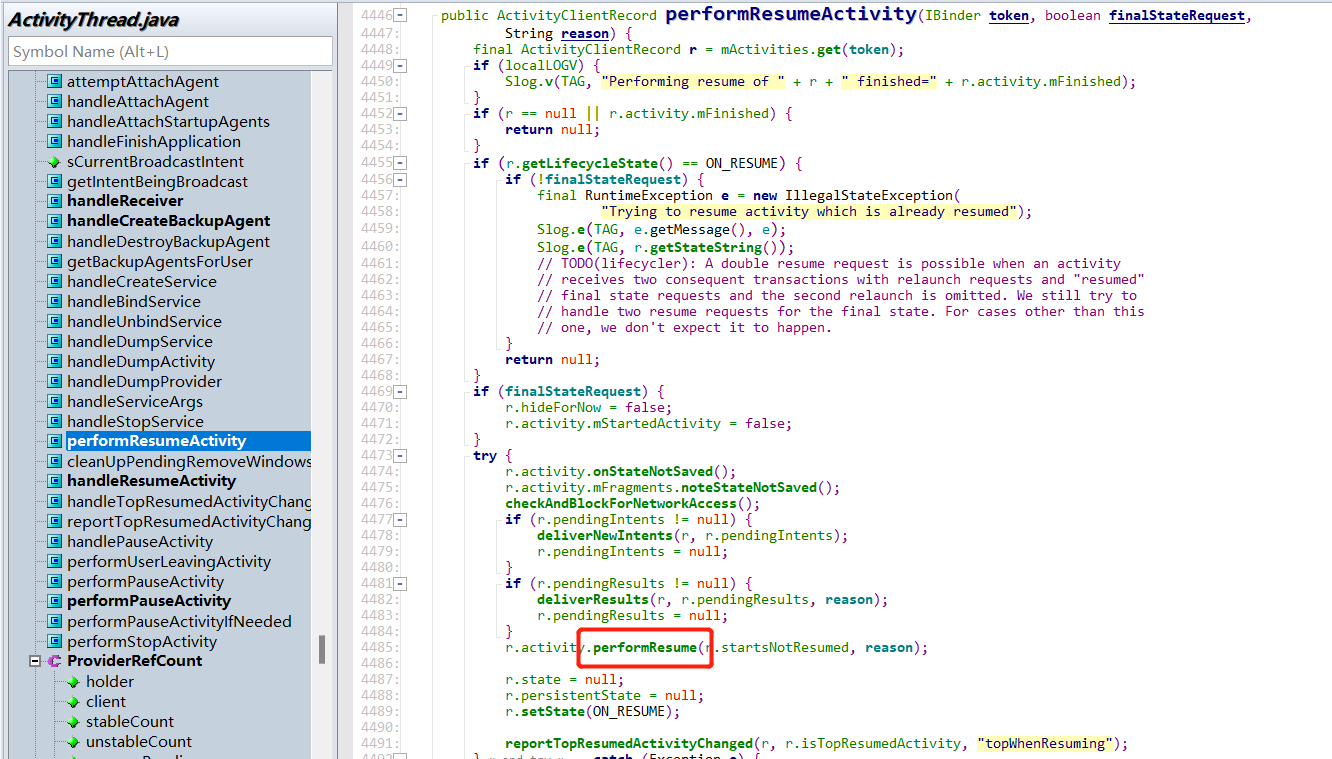 ActivityThread.java
Symbol Name (Alt+L)
attemptAttachAgent
handleAttachAgent
handleAttachStartupAgents
handleFinishApplication
sCurrentBroadcastIntent
getIntentBeingBroadcast
handleReceiver
handleCreateBackupAgent
handleDestroyBackupAgent
getBackupAgentsForUser
handleCreateService
handleBindService
handleUnbindService
handleDumpService
handleDumpActivity
handleDumpProvider
handleServiceArgs
handleStopService
performResumeActivity
cleanUpPendingRemoveWindows
handleResumeActivity
handleTopResumedActivityChang
reportTopResumedActivityChang
handlePauseActivity
performUserLeavingActivity
performPauseActivity
performPauseActivity
performPauseActivityIfNeeded
performStopActivity
ProviderRefCount
holder
client
stableCount
unstableCount
4446: public ActivityClientRecord performResumeActivity(IBinder token, boolean finalStateRequest,
4447: String reason) {
4448: final ActivityClientRecord r = mActivities.get(token);
4449: if (localLOGV) {
4450: Slog.v(TAG, "Performing resume of " + r + " finished=" + r.activity.mFinished);
4451: }
4452: if (r == null || r.activity.mFinished) {
4453: return null;
4454: }
4455: if (r.getLifecycleState() == ON_RESUME) {
4456: if (!finalStateRequest) {
4457: final RuntimeException e = new IllegalStateException(
4458: "Trying to resume activity which is already resumed");
4459: Slog.e(TAG, e.getMessage(), e);
4460: Slog.e(TAG, r.getStateString());
4461: // TODO(lifecycler): A double resume request is possible when an activity
4462: // receives two consequent transactions with relaunch requests and "resumed"
4463: // final state requests and the second relaunch is omitted. We still try to
4464: // handle two resume requests for the final state. For cases other than this
4465: // one, we don't expect it to happen.
4466: }
4467: return null;
4468: }
4469: if (finalStateRequest) {
4470: r.hideForNow = false;
4471: r.activity.mStartedActivity = false;
4472: }
4473: try {
4474: r.activity.onStateNotSaved();
4475: r.activity.mFragments.noteStateNotSaved();
4476: checkAndBlockForNetworkAccess();
4477: if (r.pendingIntents != null) {
4478: deliverNewIntents(r, r.pendingIntents);
4479: r.pendingIntents = null;
4480: }
4481: if (r.pendingResults != null) {
4482: deliverResults(r, r.pendingResults, reason);
4483: r.pendingResults = null;
4484: }
4485: r.activity.performResume(r.startsNotResumed, reason);
4486:
4487: r.state = null;
4488: r.persistentState = null;
4489: r.setState(ON_RESUME);
4490:
4491: reportTopResumedActivityChanged(r, r.isTopResumedActivity, "topWhenResuming");